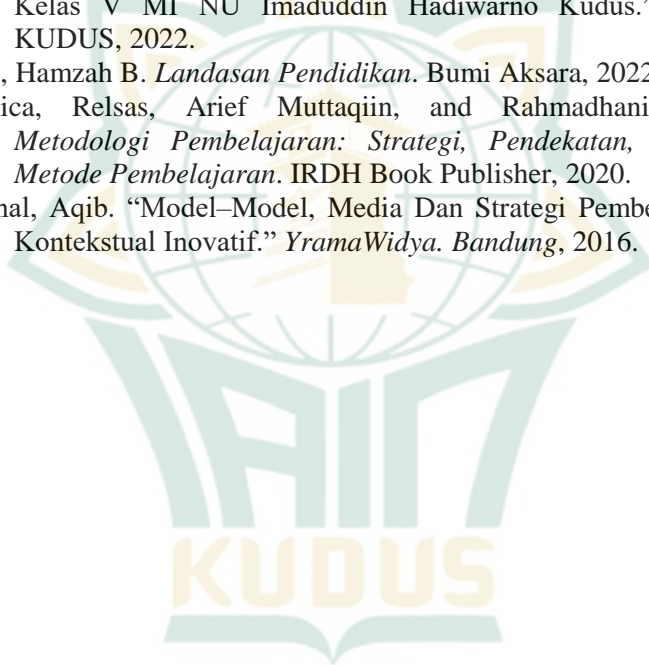 Kelas V MI NU Imaduddin Hadiwarno Kudus.”
KUDUS, 2022.
, Hamzah B. Landasan Pendidikan. Bumi Aksara, 2022
ica, Relsas, Arief Muttaqiin, and Rahmadhani
Metodologi Pembelajaran: Strategi, Pendekatan,
Metode Pembelajaran. IRDH Book Publisher, 2020.
nal, Aqib. “Model–Model, Media Dan Strategi Pembe
Kontekstual Inovatif.” YramaWidya. Bandung, 2016.
IAIN
KUDUS